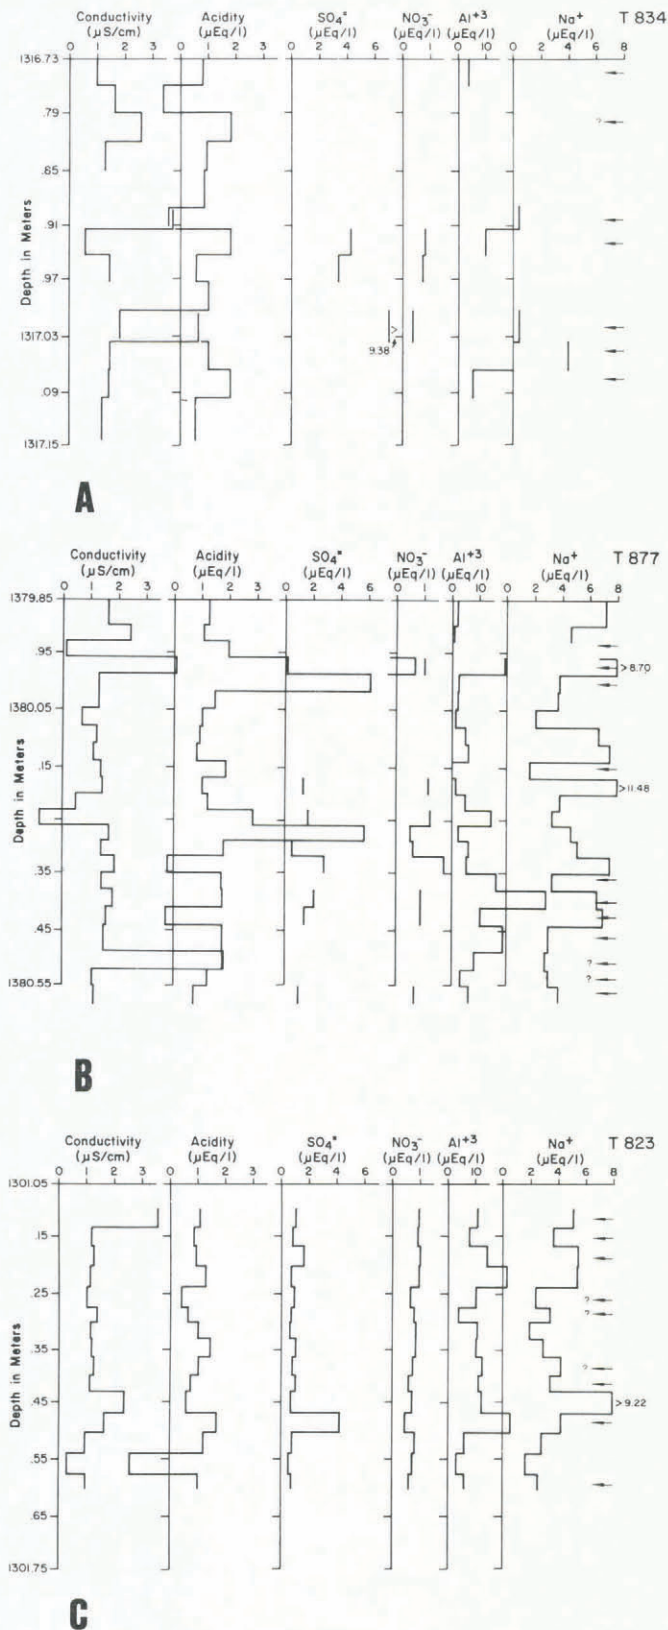 Conductivity Acidity SO₄⁼ NO₃⁻ Al⁺³ Na⁺ T 834
(µS/cm) (µEq/l) (µEq/l) (µEq/l) (µEq/l) (µEq/l)
0 1 2 3 0 1 2 3 0 2 4 6 0 1 0 10 0 2 4 6 8
1316.73
.79
?
.85
.91
.97
1317.03
>
9.38
.09
1317.15
Depth in Meters
A
Conductivity Acidity SO₄⁼ NO₃⁻ Al⁺³ Na⁺ T 877
(µS/cm) (µEq/l) (µEq/l) (µEq/l) (µEq/l) (µEq/l)
0 1 2 3 0 1 2 3 0 2 4 6 0 1 0 10 0 2 4 6 8
1379.85
.95
>8.70
1380.05
.15
>11.48
.35
.45
?
?
1380.55
Depth in Meters
B
Conductivity Acidity SO₄⁼ NO₃⁻ Al⁺³ Na⁺ T 823
(µS/cm) (µEq/l) (µEq/l) (µEq/l) (µEq/l) (µEq/l)
0 1 2 3 0 1 2 3 0 2 4 6 0 1 0 10 0 2 4 6 8
1301.05
.15
.25
?
?
.35
?
.45
>9.22
.55
.65
1301.75
Depth in Meters
C